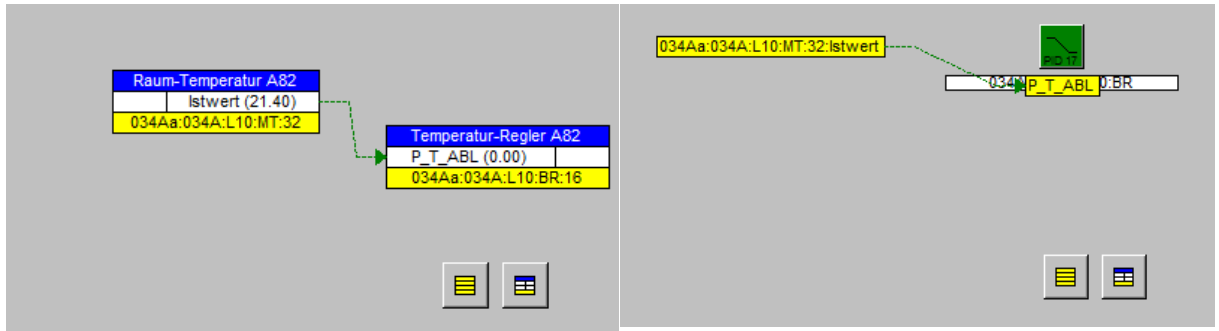 Raum-Temperatur A82
Istwert (21.40)
034Aa:034A:L10:MT:32
Temperatur-Regler A82
P_T_ABL (0.00)
034Aa:034A:L10:BR:16
034Aa:034A:L10:MT:32:Istwert
PID 17
P_T_ABL
0:BR